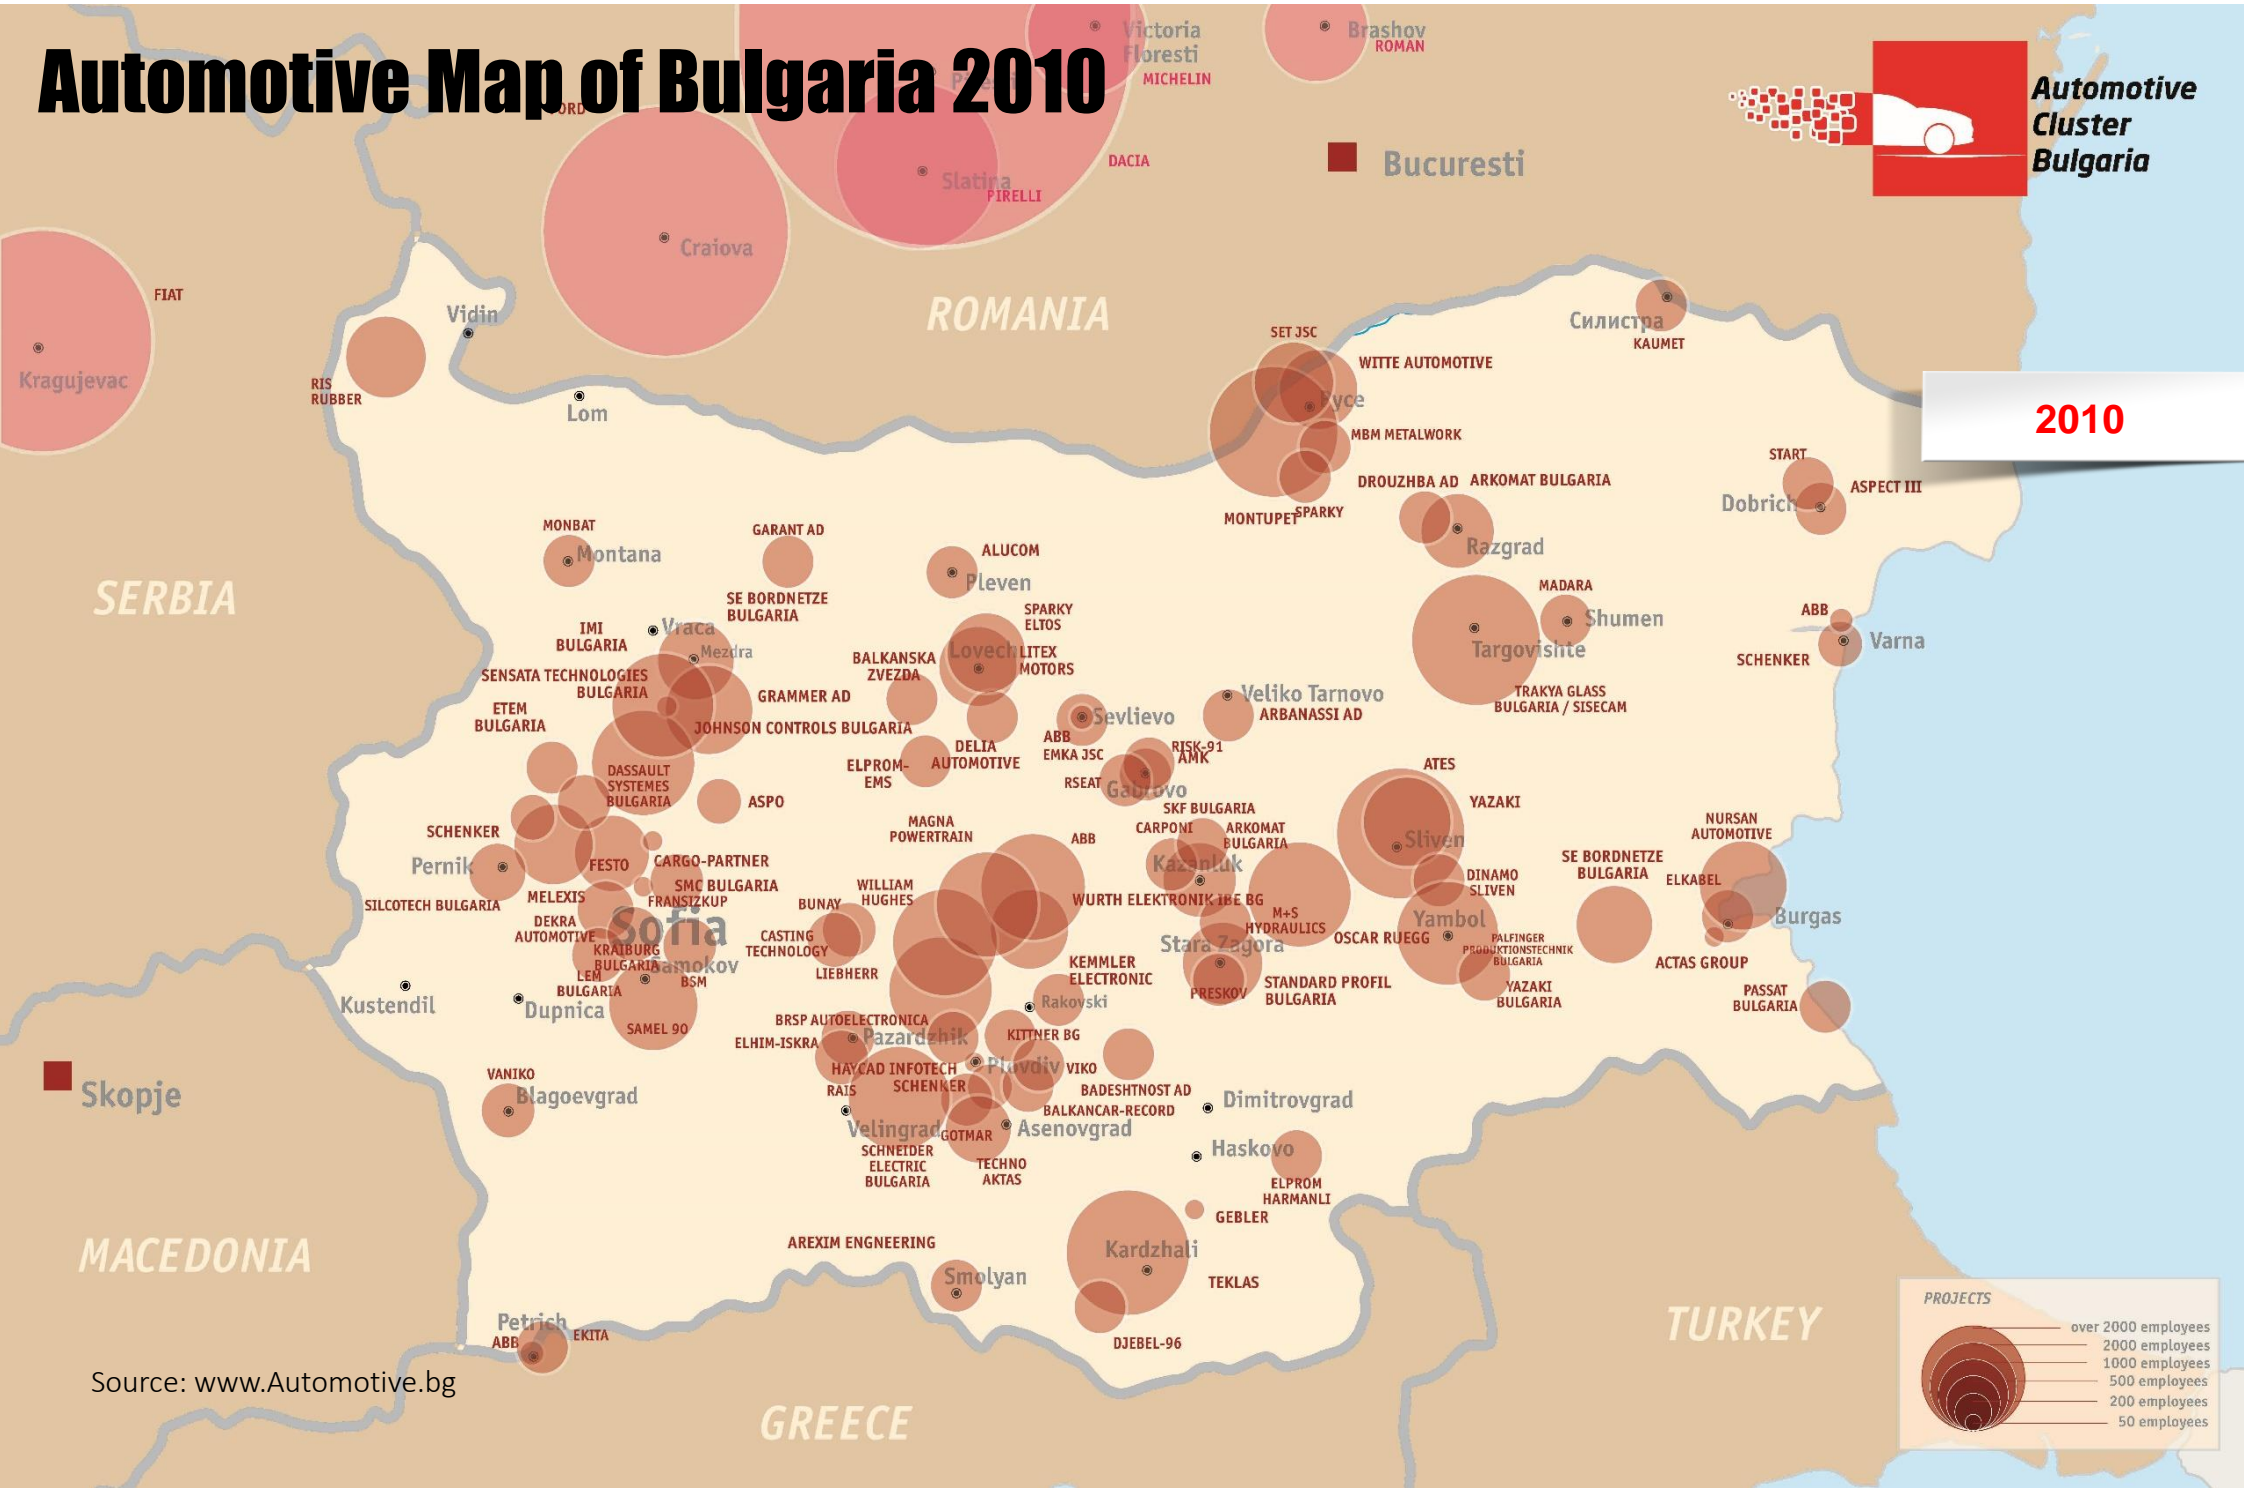 Automotive Map of Bulgaria 2010
Victoria
Floresti
MICHELIN
Brashov
ROMAN
Automotive
Cluster
Bulgaria
DACIA
Slatina
PIRELLI
Bucuresti
Craiova
FIAT
Kragujevac
ROMANIA
Vidin
RIS
RUBBER
Lom
SET JSC
WITTE AUTOMOTIVE
MBM METALWORK
MONTUPET
SPARKY
Силистра
KAUMET
2010
DROUZHBA AD
ARKOMAT BULGARIA
Razgrad
START
Dobrich
ASPECT III
MONBAT
Montana
GARANT AD
ALUCOM
Pleven
SERBIA
SE BORDNETZE
BULGARIA
IMI
BULGARIA
Vraca
Mezdra
SPARKY
ELTOS
Lovech
LITEX
MOTORS
BALKANSKA
ZVEZDA
MADARA
Shumen
Targovishte
TRAKYA GLASS
BULGARIA / SISECAM
ABB
Varna
SCHENKER
SENSATA TECHNOLOGIES
BULGARIA
GRAMMER AD
ETEM
BULGARIA
JOHNSON CONTROLS BULGARIA
Veliko Tarnovo
ARBANASSI AD
Sevlievo
ABB
EMKA JSC
DELIA
AUTOMOTIVE
ELPROM-
EMS
RISK-91
AMK
RSEAT
Gabrovo
DASSAULT
SYSTEMES
BULGARIA
ASPO
ATES
YAZAKI
Sliven
SKF BULGARIA
CARPONI
ARKOMAT
BULGARIA
Kazanluk
MAGNA
POWERTRAIN
ABB
SCHENKER
Pernik
FESTO
CARGO-PARTNER
SMC BULGARIA
FRANSIZKUP
SILCOTECH BULGARIA
MELEXIS
DEKRA
AUTOMOTIVE
Sofia
KRAIBURG
BULGARIA
Samokov
BSM
LEM
BULGARIA
SAMEL 90
WILLIAM
HUGHES
BUNAY
CASTING
TECHNOLOGY
LIEBHERR
WURTH ELEKTRONIK IBE BG
M+S
HYDRAULICS
Stara Zagora
PRESKOV
STANDARD PROFIL
BULGARIA
DINAMO
SLIVEN
Yambol
OSCAR RUEGG
PALFINGER
PRODUKTIONSTECHNIK
BULGARIA
YAZAKI
BULGARIA
NURSAN
AUTOMOTIVE
SE BORDNETZE
BULGARIA
ELKABEL
Burgas
ACTAS GROUP
PASSAT
BULGARIA
KEMMLER
ELECTRONIC
Rakovski
Kustendil
Dupnica
BRSP AUTOELECTRONICA
ELHIM-ISKRA
Pazardzhik
KITTNER BG
HAYCAD INFOTECH
Plovdiv
VIKO
RAIS
SCHENKER
BADESHTNOST AD
BALKANCAR-RECORD
Velingrad
GOTMAR
Asenovgrad
SCHNEIDER
ELECTRIC
BULGARIA
TECHNO
AKTAS
Dimitrovgrad
Haskovo
ELPROM
HARMANLI
GEBLER
VANIKO
Blagoevgrad
Skopje
MACEDONIA
AREXIM ENGNEERING
Smolyan
Kardzhali
TEKLAS
DJEBEL-96
Petrich
ABB
EKITA
Source: www.Automotive.bg
GREECE
TURKEY
PROJECTS
over 2000 employees
2000 employees
1000 employees
500 employees
200 employees
50 employees